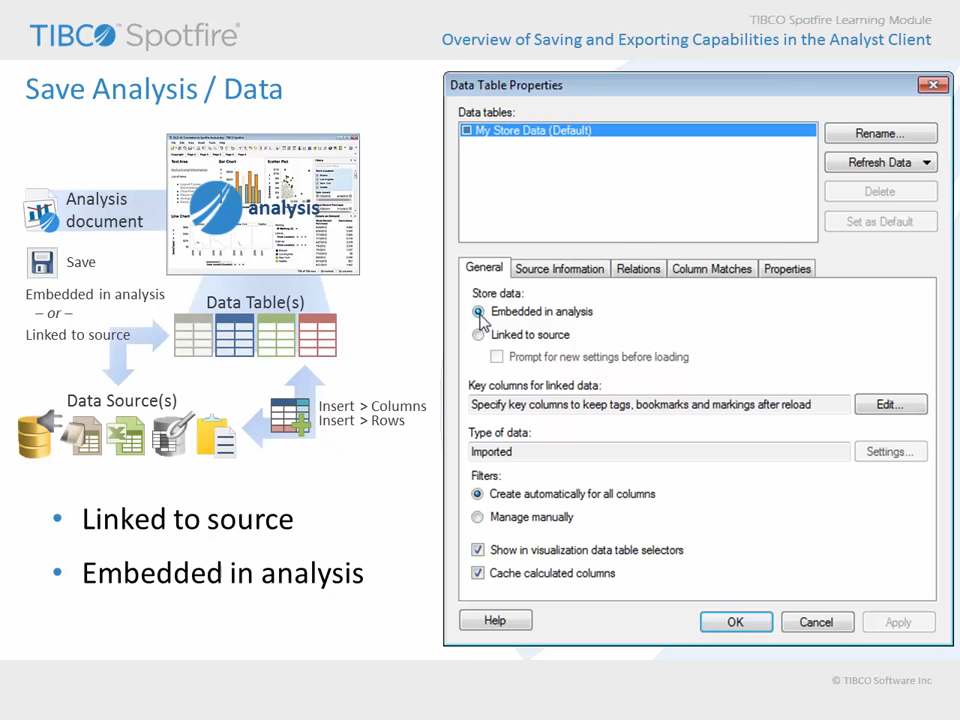 TIBCO Spotfire®
TIBCO Spotfire Learning Module
Overview of Saving and Exporting Capabilities in the Analyst Client
Save Analysis / Data
Analysis
document
analysis
Save
Embedded in analysis
– or –
Linked to source
Data Table(s)
Data Source(s)
Insert > Columns
Insert > Rows
• Linked to source
• Embedded in analysis
Data Table Properties
Data tables:
My Store Data (Default)
Rename...
Refresh Data
Delete
Set as Default
General
Source Information
Relations
Column Matches
Properties
Store data:
Embedded in analysis
Linked to source
Prompt for new settings before loading
Key columns for linked data:
Specify key columns to keep tags, bookmarks and markings after reload
Edit...
Type of data:
Imported
Settings...
Filters:
Create automatically for all columns
Manage manually
Show in visualization data table selectors
Cache calculated columns
Help
OK
Cancel
Apply
© TIBCO Software Inc